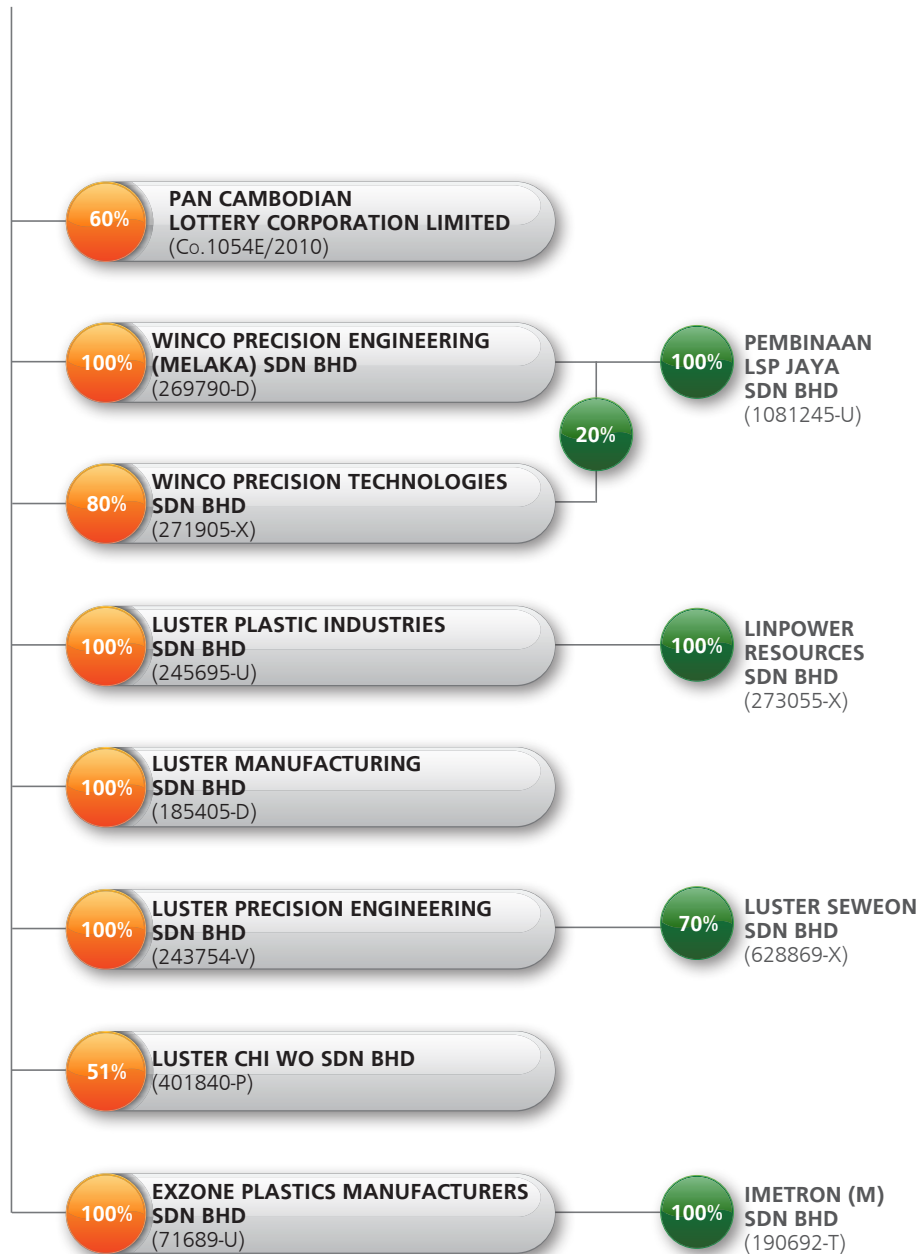 60%
PAN CAMBODIAN
LOTTERY CORPORATION LIMITED
(Co.1054E/2010)
100%
WINCO PRECISION ENGINEERING
(MELAKA) SDN BHD
(269790-D)
100%
PEMBINAAN
LSP JAYA
SDN BHD
(1081245-U)
20%
80%
WINCO PRECISION TECHNOLOGIES
SDN BHD
(271905-X)
100%
LUSTER PLASTIC INDUSTRIES
SDN BHD
(245695-U)
100%
LINPOWER
RESOURCES
SDN BHD
(273055-X)
100%
LUSTER MANUFACTURING
SDN BHD
(185405-D)
100%
LUSTER PRECISION ENGINEERING
SDN BHD
(243754-V)
70%
LUSTER SEWEON
SDN BHD
(628869-X)
51%
LUSTER CHI WO SDN BHD
(401840-P)
100%
EXZONE PLASTICS MANUFACTURERS
SDN BHD
(71689-U)
100%
IMETRON (M)
SDN BHD
(190692-T)